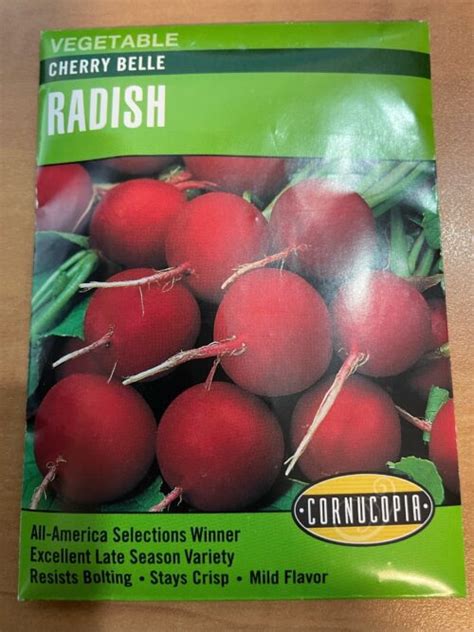 VEGETABLE
CHERRY BELLE
RADISH
CORNUCOPIA
All-America Selections Winner
Excellent Late Season Variety
Resists Bolting • Stays Crisp • Mild Flavor